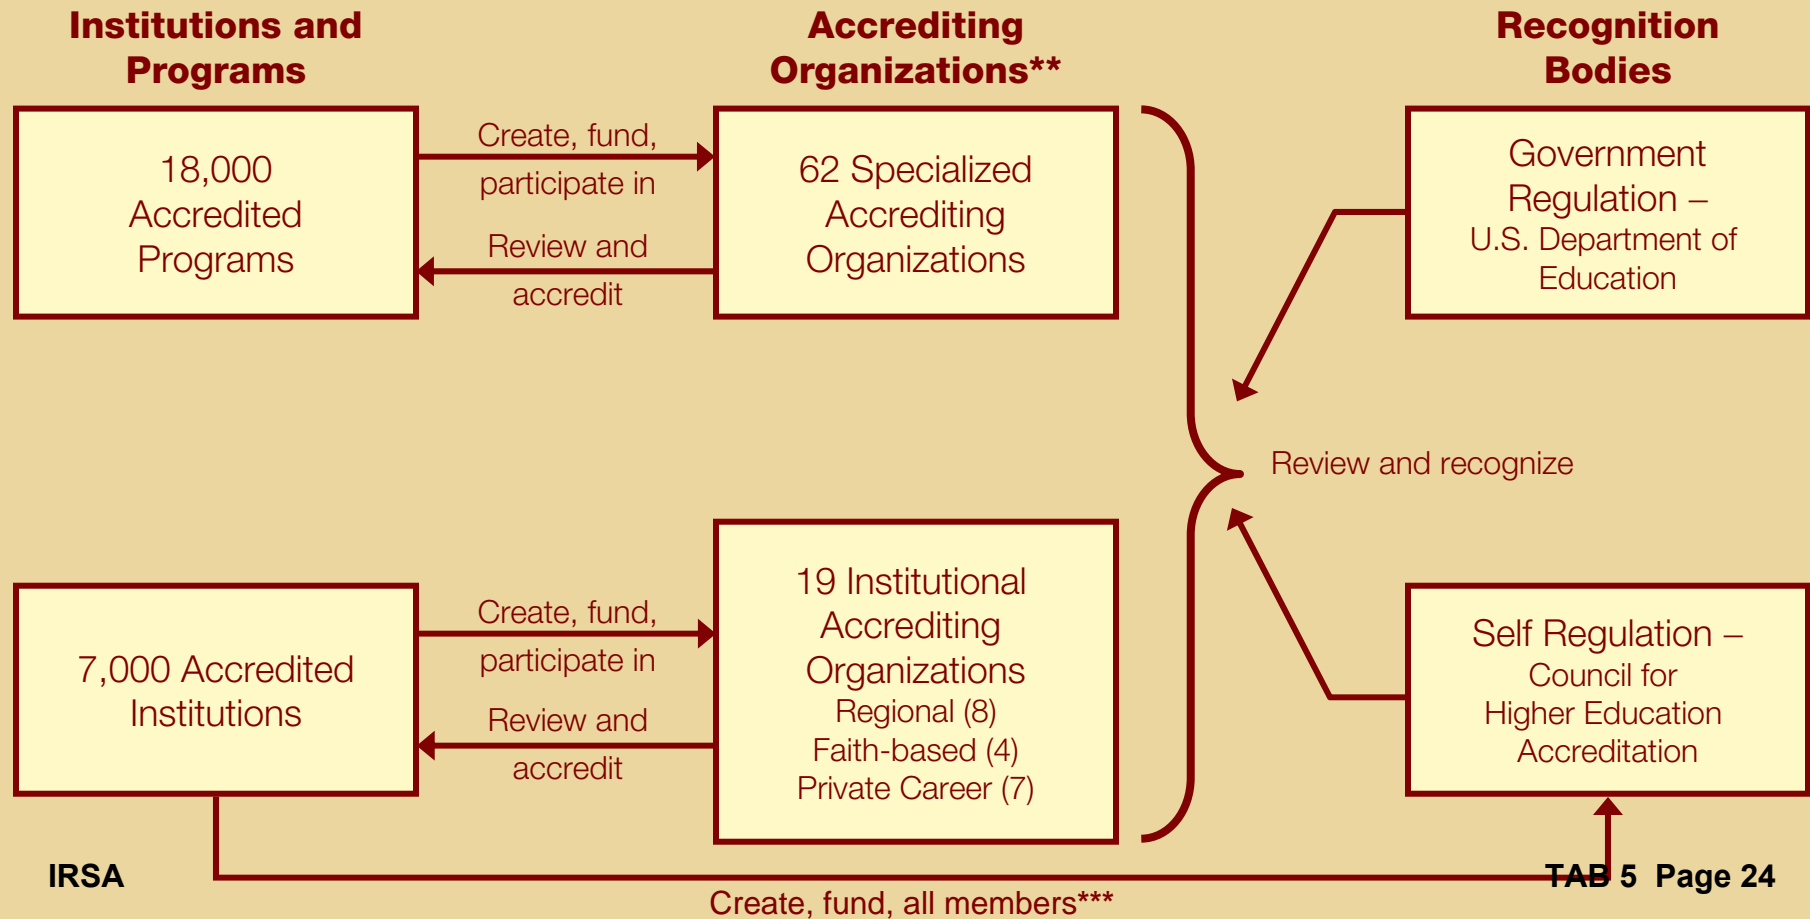 Institutions and
Programs
Accrediting
Organizations**
Recognition
Bodies
18,000
Accredited
Programs
Create, fund,
participate in
Review and
accredit
62 Specialized
Accrediting
Organizations
Government
Regulation –
U.S. Department of
Education
Review and recognize
7,000 Accredited
Institutions
Create, fund,
participate in
Review and
accredit
19 Institutional
Accrediting
Organizations
Regional (8)
Faith-based (4)
Private Career (7)
Self Regulation –
Council for
Higher Education
Accreditation
IRSA
TAB 5 Page 24
Create, fund, all members***